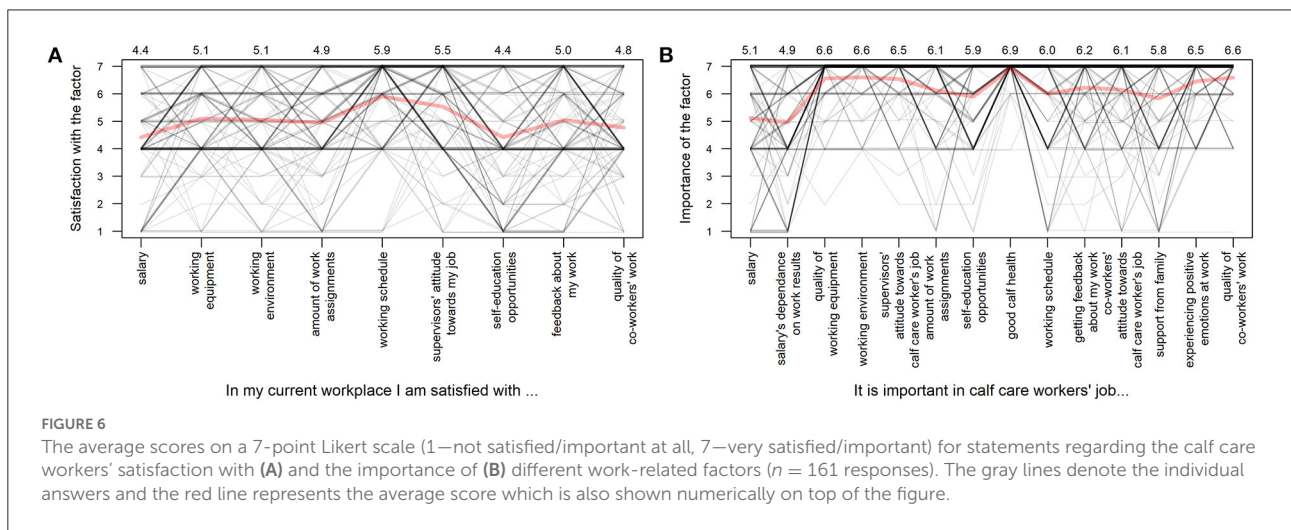 A
4.4 5.1 5.1 4.9 5.9 5.5 4.4 5.0 4.8
Satisfaction with the factor
7
6
5
4
3
2
1
salary
working
equipment
working
environment
amount of work
assignments
working schedule
supervisors' attitude
towards my job
self-education
opportunities
feedback about
my work
quality of
co-workers' work
In my current workplace I am satisfied with ...
B
5.1 4.9 6.6 6.6 6.5 6.1 5.9 6.9 6.0 6.2 6.1 5.8 6.5 6.6
Importance of the factor
7
6
5
4
3
2
1
salary
salary's dependance
on work results
quality of
working equipment
working environment
supervisors'
attitude towards
calf care worker's job
amount of work
assignments
self-education
opportunities
good calf health
working schedule
getting feedback
about my work
co-workers'
attitude towards
calf care worker's job
support from family
experiencing positive
emotions at work
quality of
co-workers' work
It is important in calf care workers' job...
FIGURE 6
The average scores on a 7-point Likert scale (1—not satisfied/important at all, 7—very satisfied/important) for statements regarding the calf care
workers' satisfaction with (A) and the importance of (B) different work-related factors (n = 161 responses). The gray lines denote the individual
answers and the red line represents the average score which is also shown numerically on top of the figure.